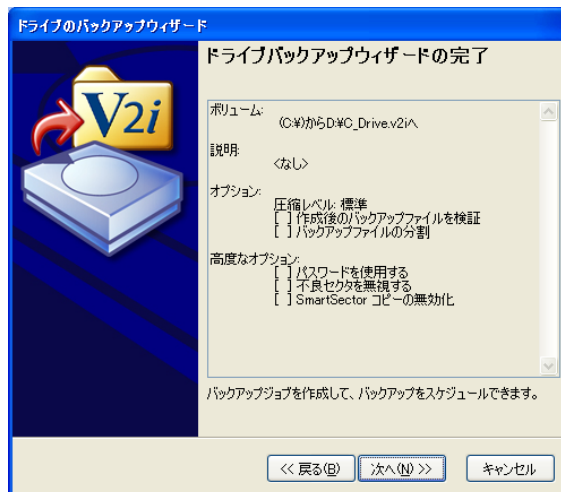 ドライブのバックアップウィザード
ドライブバックアップウィザードの完了
V2i
ボリューム:
(C:¥)からD:¥C_Drive.v2iへ
説明:
<なし>
オプション:
圧縮レベル: 標準
[ ] 作成後のバックアップファイルを検証
[ ] バックアップファイルの分割
高度なオプション:
[ ] パスワードを使用する
[ ] 不良セクタを無視する
[ ] SmartSector コピーの無効化
バックアップジョブを作成して、バックアップをスケジュールできます。
<< 戻る(B) 次へ(N) >> キャンセル